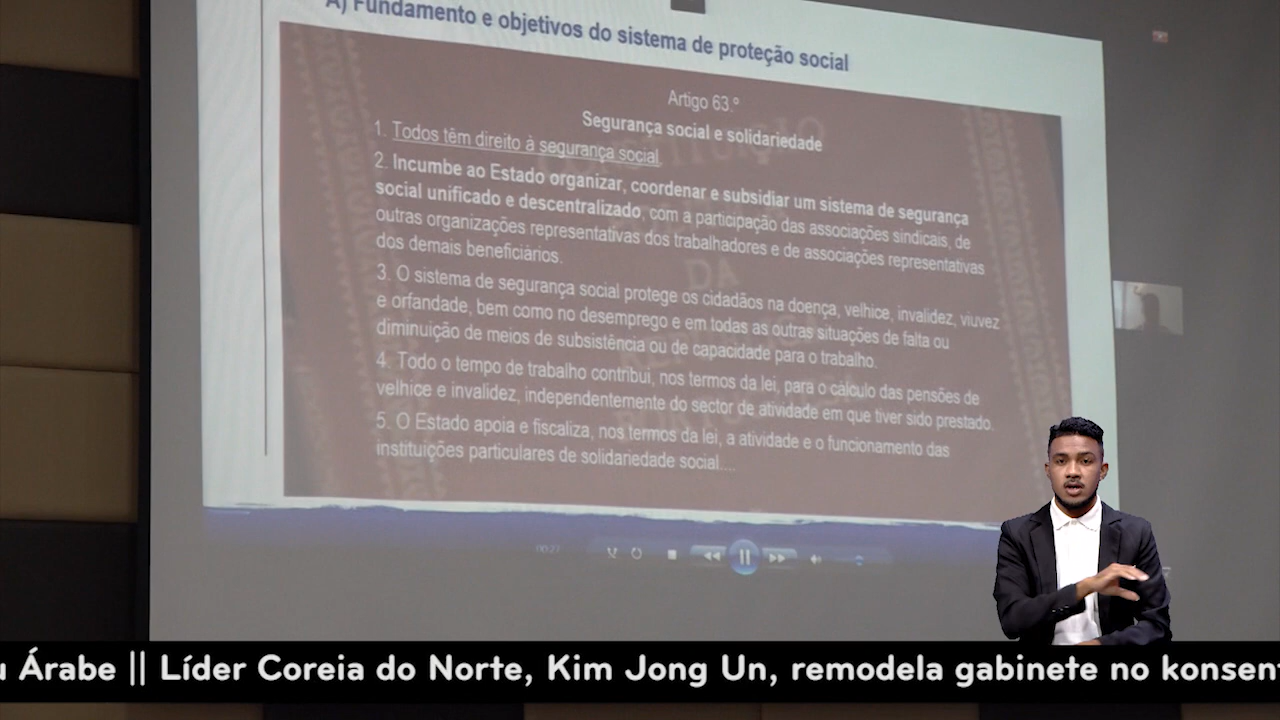 A) Fundamento e objetivos do sistema de proteção social
Artigo 63.º
Segurança social e solidariedade
1. Todos têm direito à segurança social.
2. Incumbe ao Estado organizar, coordenar e subsidiar um sistema de segurança
social unificado e descentralizado, com a participação das associações sindicais, de
outras organizações representativas dos trabalhadores e de associações representativas
dos demais beneficiários.
3. O sistema de segurança social protege os cidadãos na doença, velhice, invalidez, viuvez
e orfandade, bem como no desemprego e em todas as outras situações de falta ou
diminuição de meios de subsistência ou de capacidade para o trabalho.
4. Todo o tempo de trabalho contribui, nos termos da lei, para o cálculo das pensões de
velhice e invalidez, independentemente do sector de atividade em que tiver sido prestado.
5. O Estado apoia e fiscaliza, nos termos da lei, a atividade e o funcionamento das
instituições particulares de solidariedade social....
00:27
u Árabe || Líder Coreia do Norte, Kim Jong Un, remodela gabinete no konsen